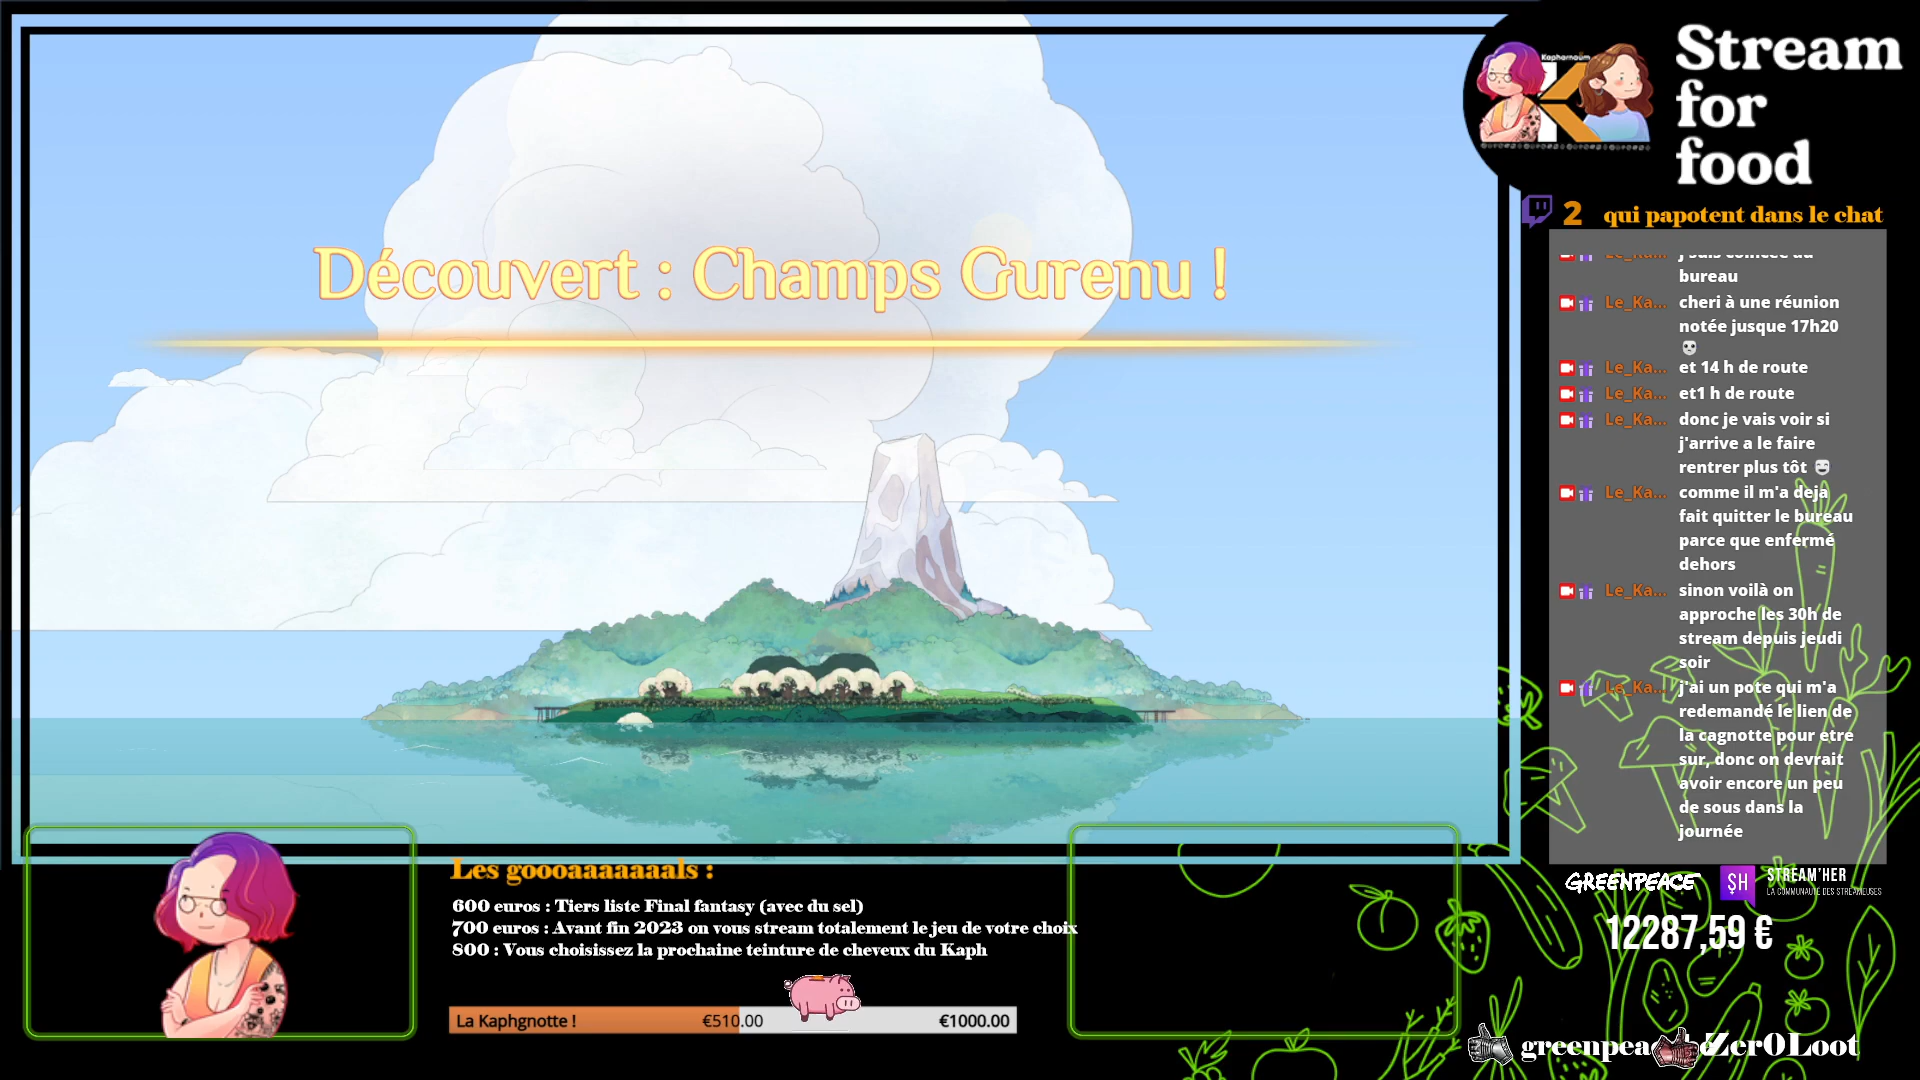 Stream
for
food
Kapharnaüm
2 qui papotent dans le chat
Découvert : Champs Gurenu !
bureau
Le_Ka... cheri à une réunion
notée jusque 17h20
Le_Ka... et 14 h de route
Le_Ka... et1 h de route
Le_Ka... donc je vais voir si
j'arrive a le faire
rentrer plus tôt
Le_Ka... comme il m'a dejà
fait quitter le bureau
parce que enfermé
dehors
Le_Ka... sinon voilà on
approche les 30h de
stream depuis jeudi
soir
Le_Ka... j'ai un pote qui m'a
redemandé le lien de
la cagnotte pour etre
sur, donc on devrait
avoir encore un peu
de sous dans la
journée
Les goooaaaaaaals :
600 euros : Tiers liste Final fantasy (avec du sel)
700 euros : Avant fin 2023 on vous stream totalement le jeu de votre choix
800 : Vous choisissez la prochaine teinture de cheveux du Kaph
La Kaphgnotte ! €510.00 €1000.00
GREENPEACE
SH STREAM'HER
LA COMMUNAUTÉ DES STREAMEUSES
12287,59 €
greenpea ZerOLoot